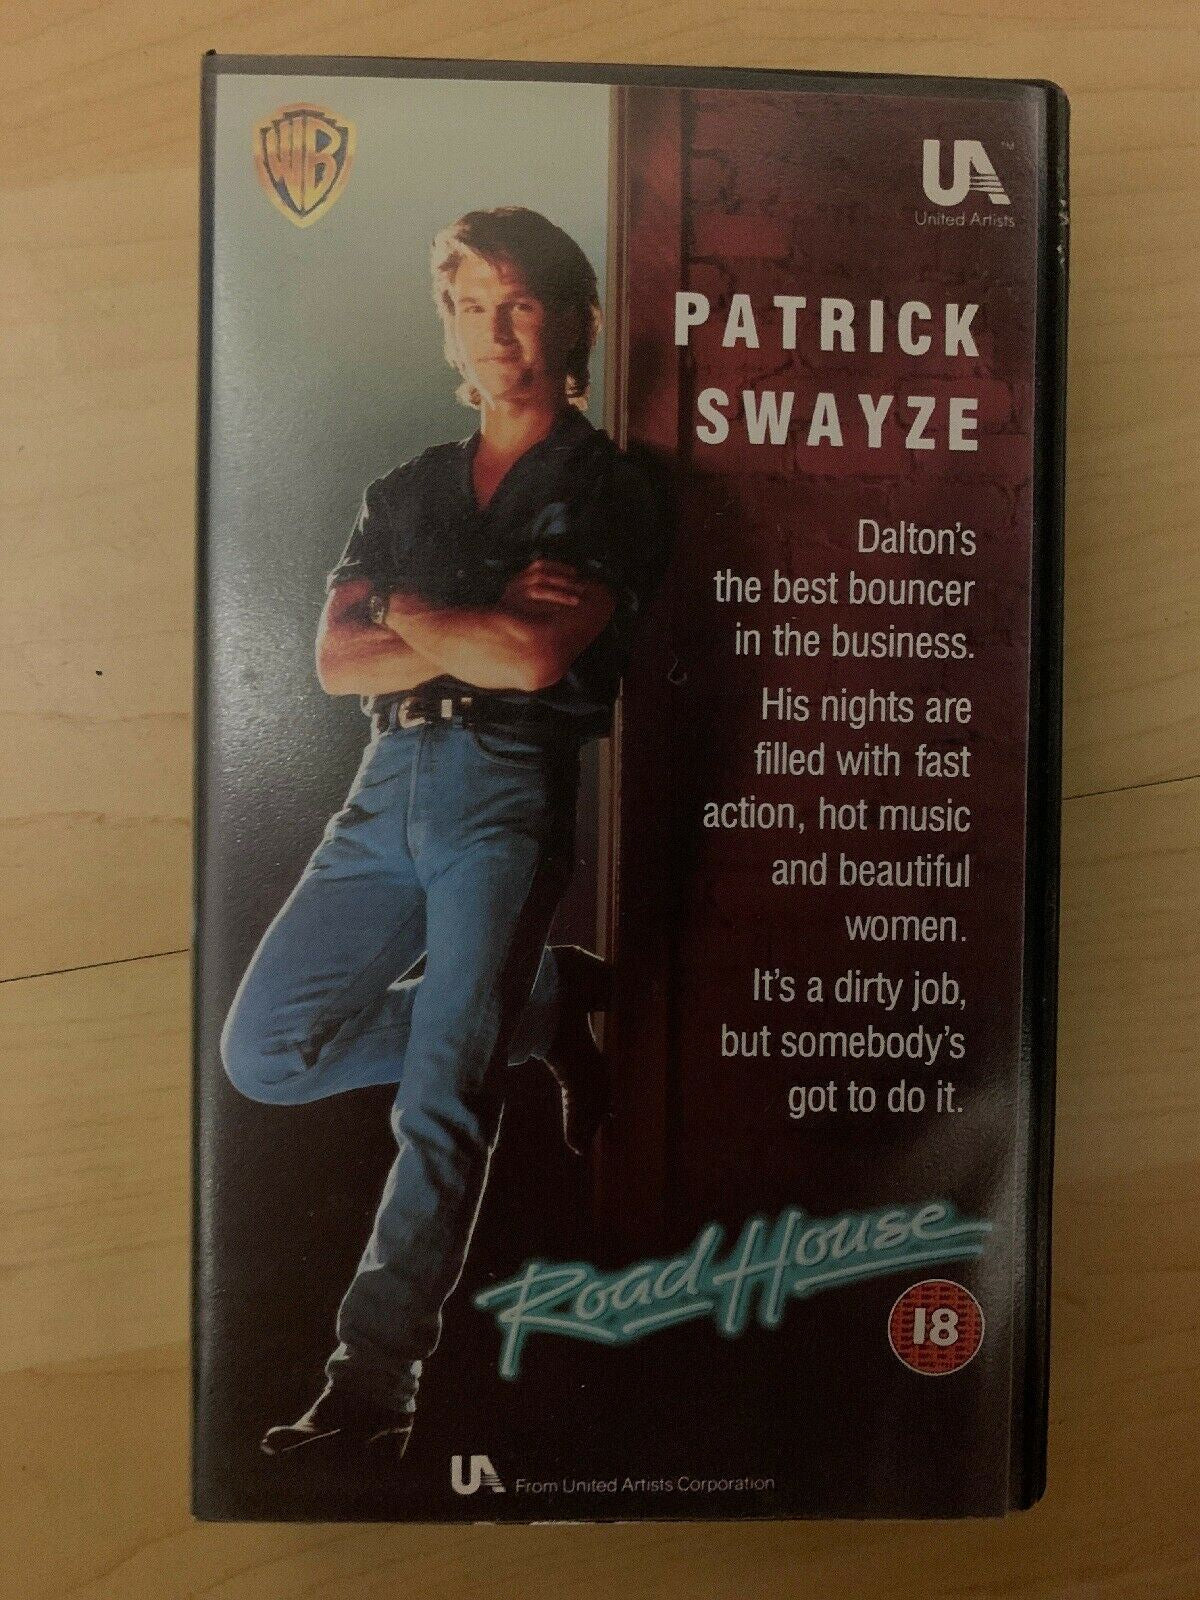 WB
UA™
United Artists
PATRICK
SWAYZE
Dalton's
the best bouncer
in the business.
His nights are
filled with fast
action, hot music
and beautiful
women.
It's a dirty job,
but somebody's
got to do it.
Road House
18
UA From United Artists Corporation